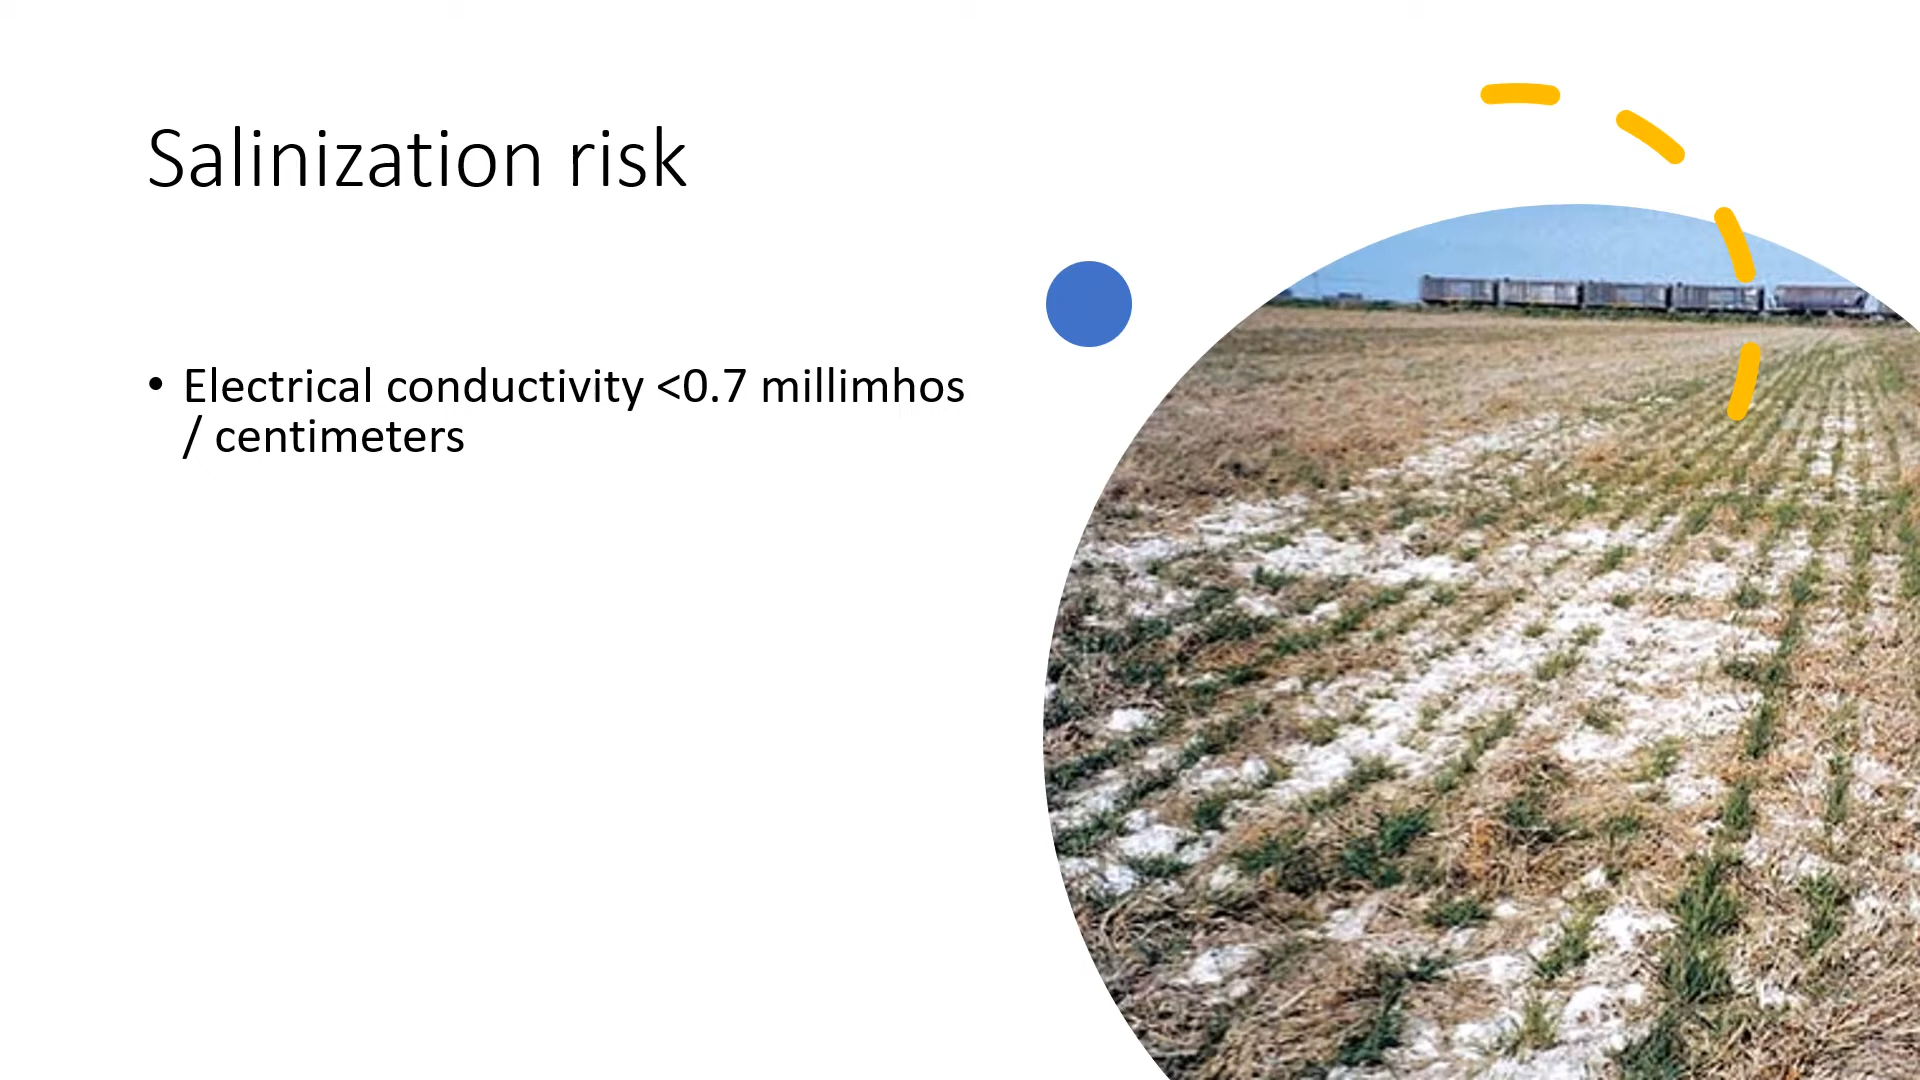 Salinization risk
• Electrical conductivity <0.7 millimhos
/ centimeters